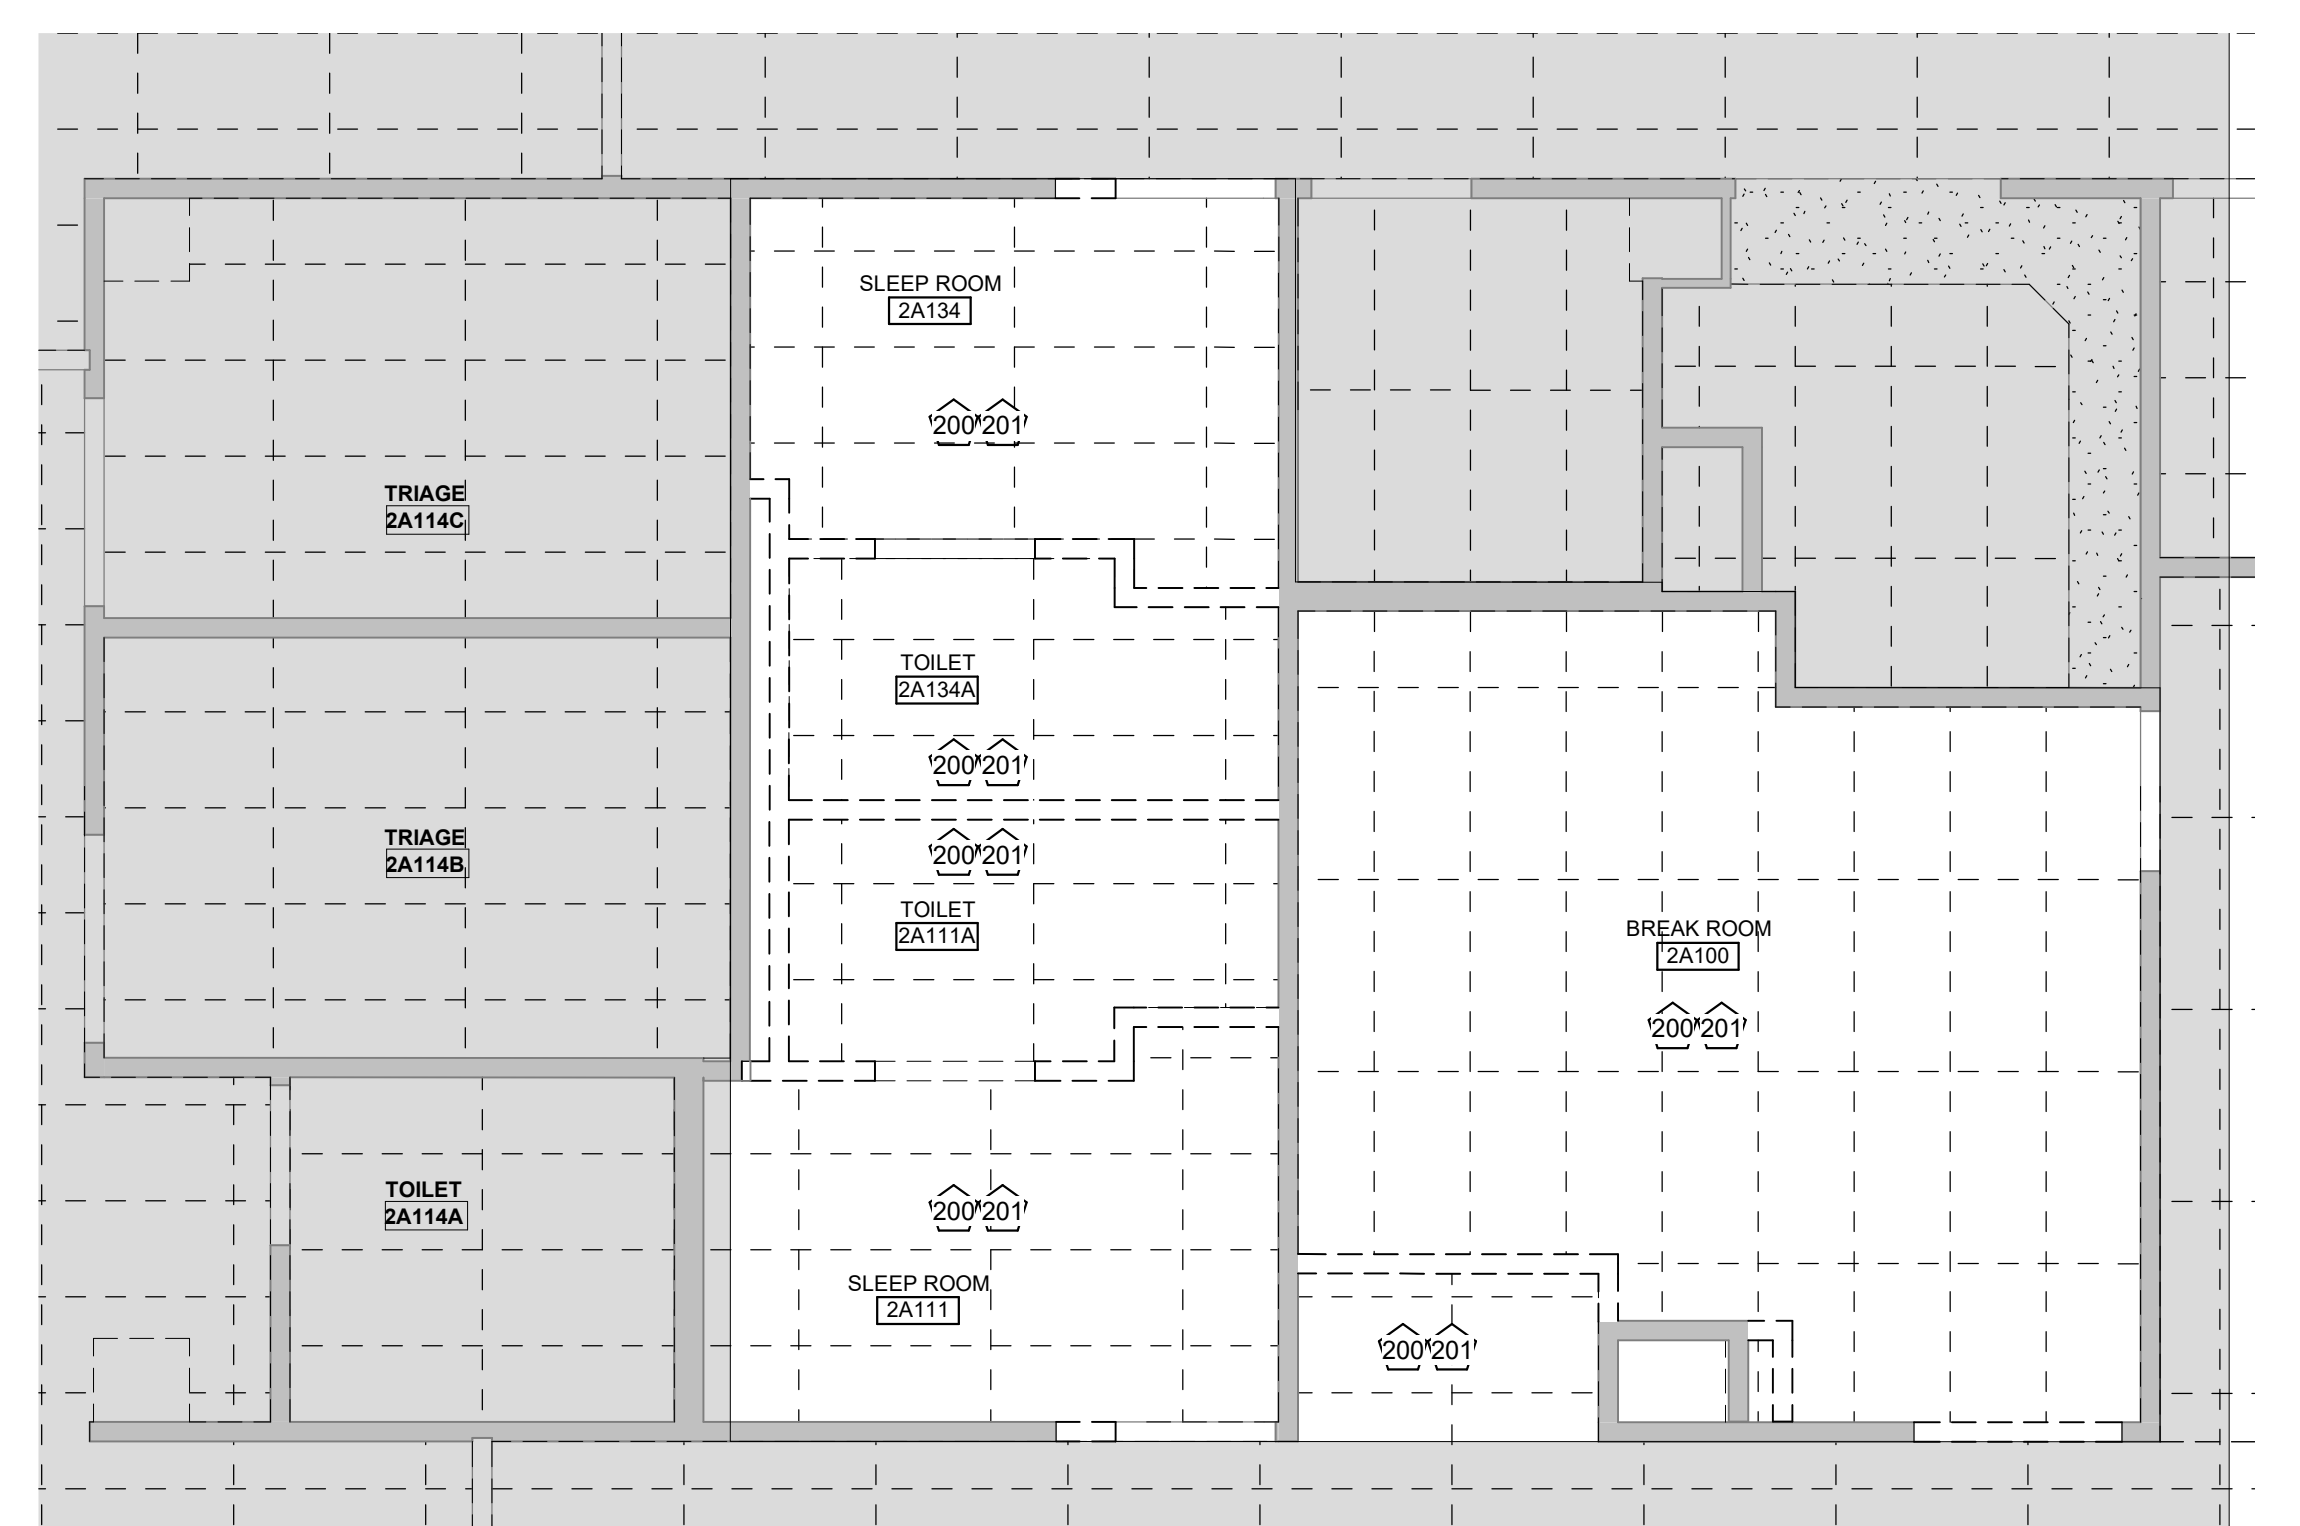 SLEEP ROOM
2A134
200 201
TRIAGE
2A114C
TOILET
2A134A
200 201
TRIAGE
2A114B
200 201
TOILET
2A111A
BREAK ROOM
2A100
200 201
TOILET
2A114A
200 201
SLEEP ROOM
2A111
200 201